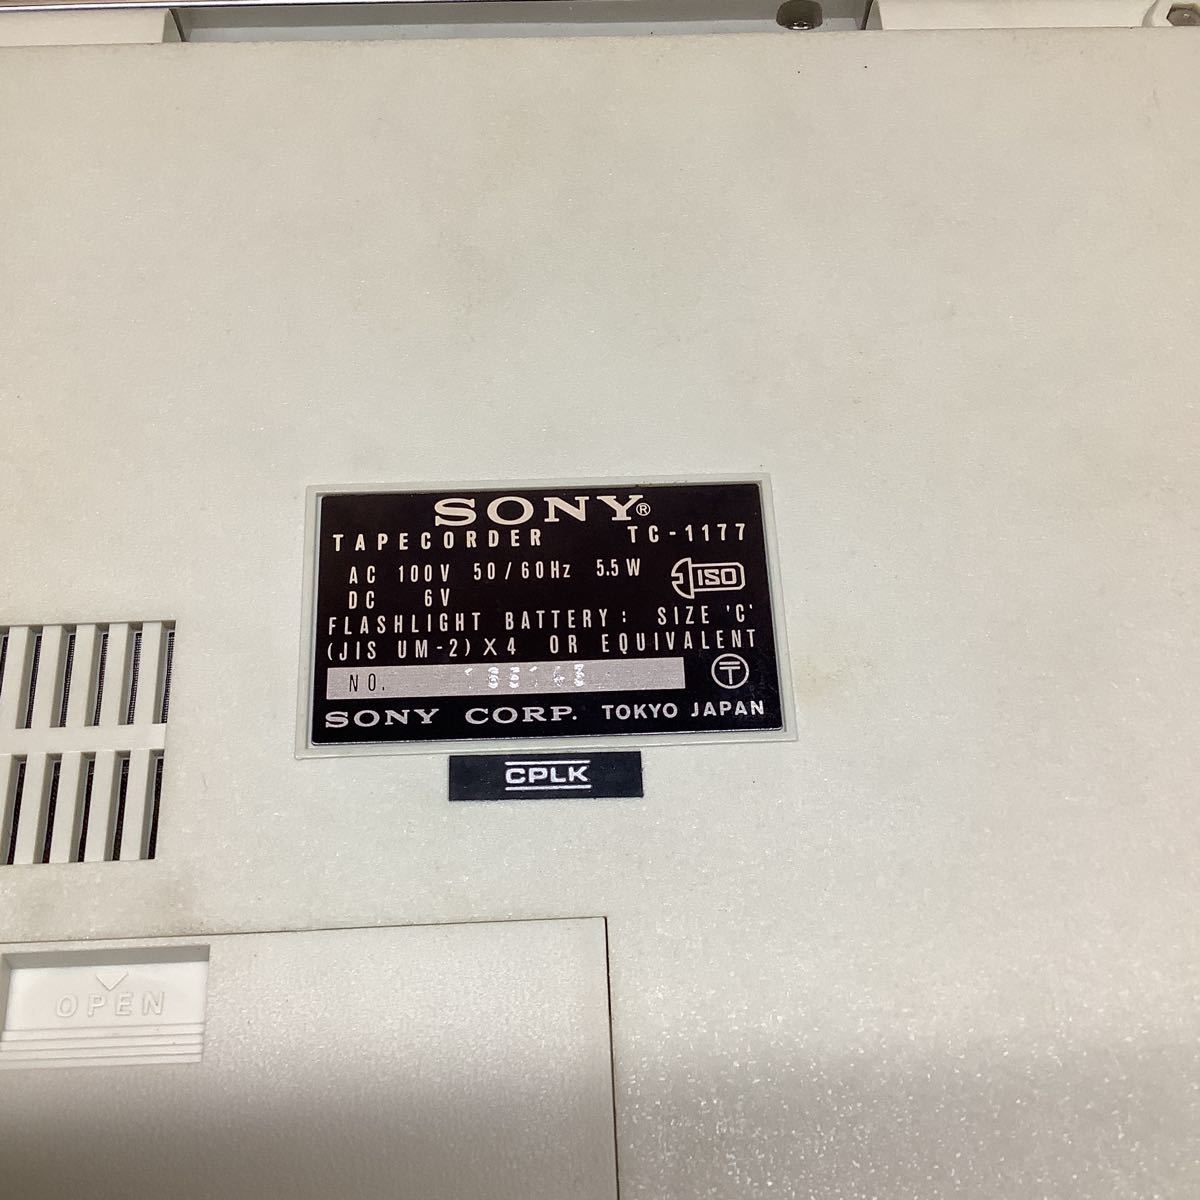 SONY®
TAPECORDER TC-1177
AC 100V 50/60Hz 5.5W
ISO
DC 6V
FLASHLIGHT BATTERY: SIZE 'C'
(JIS UM-2) X 4 OR EQUIVALENT
NO.
SONY CORP. TOKYO JAPAN
CPLK
OPEN